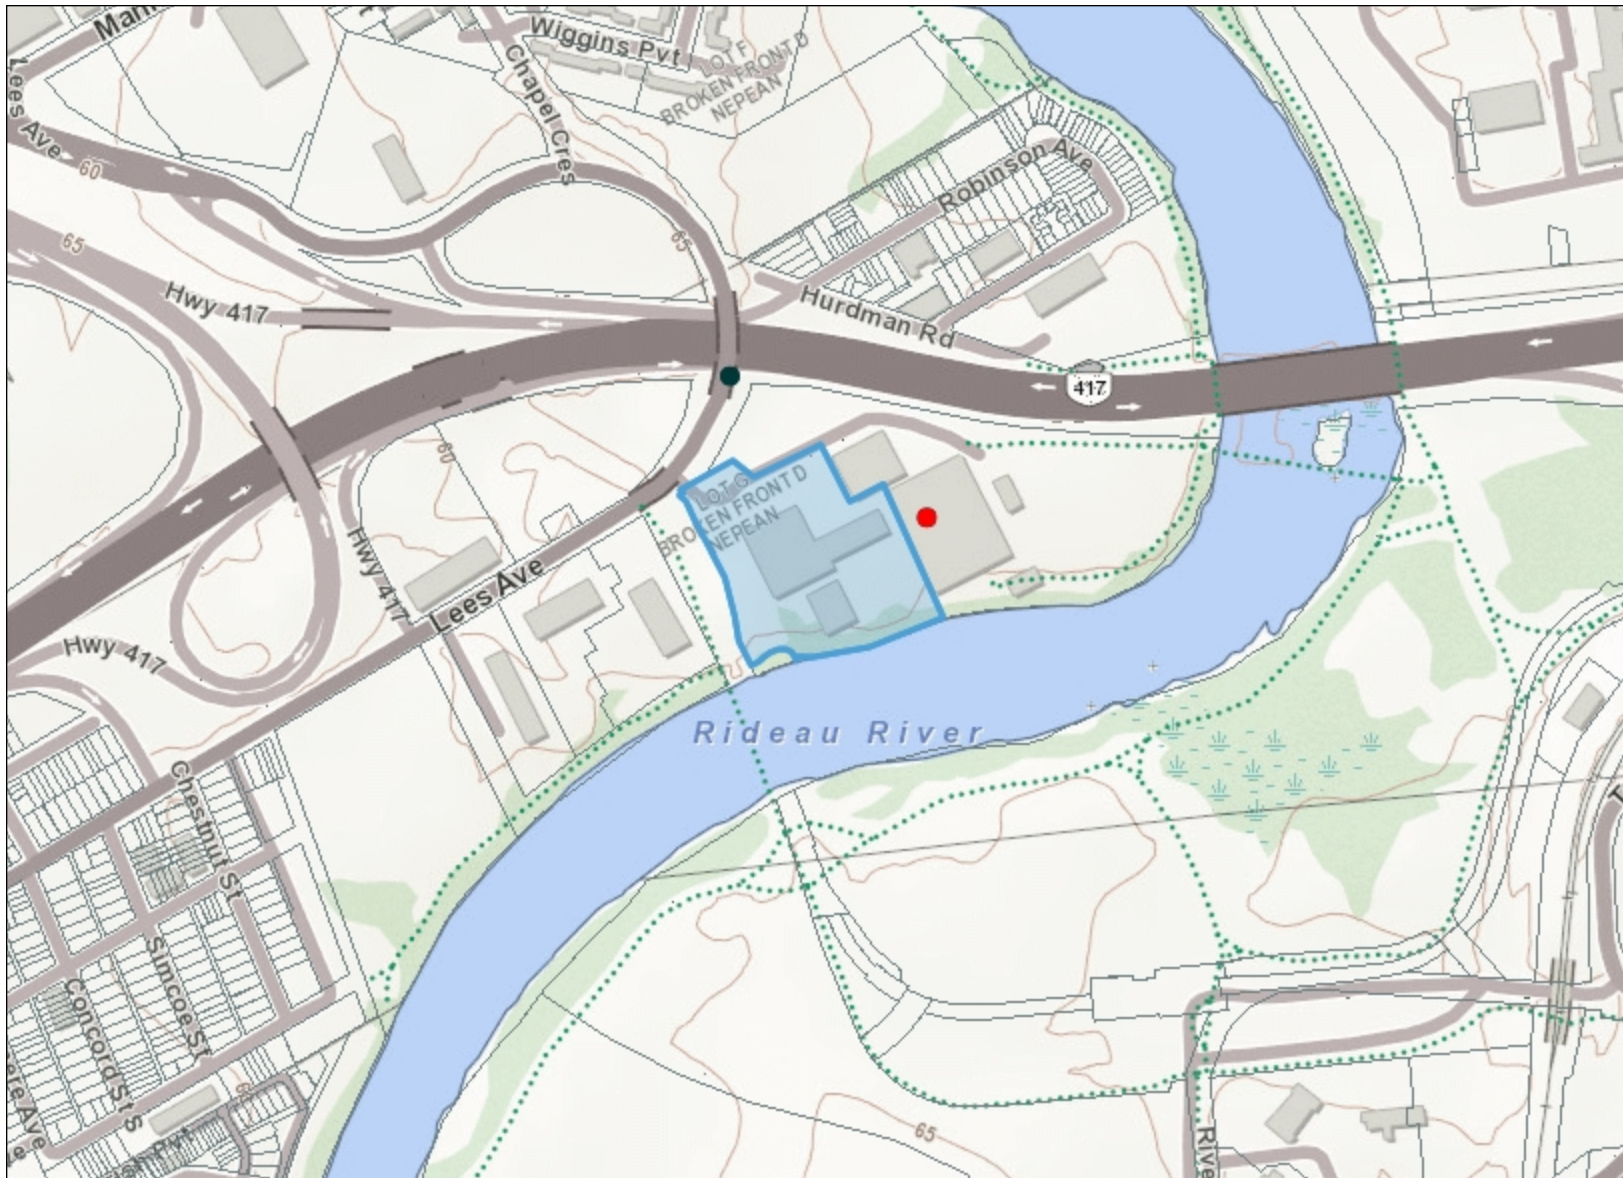 Wiggins Pvt
Lees Ave
Chapel Cres
LOT F
BROKEN FRONT D
NEPEAN
60
Robinson Ave
65
65
Hwy 417
Hurdman Rd
417
60
LOT G
BROKEN FRONT D
NEPEAN
Hwy 417
Lees Ave
Hwy 417
Rideau River
Chestnut St
Simcoe St
Concord St S
Pvt
65